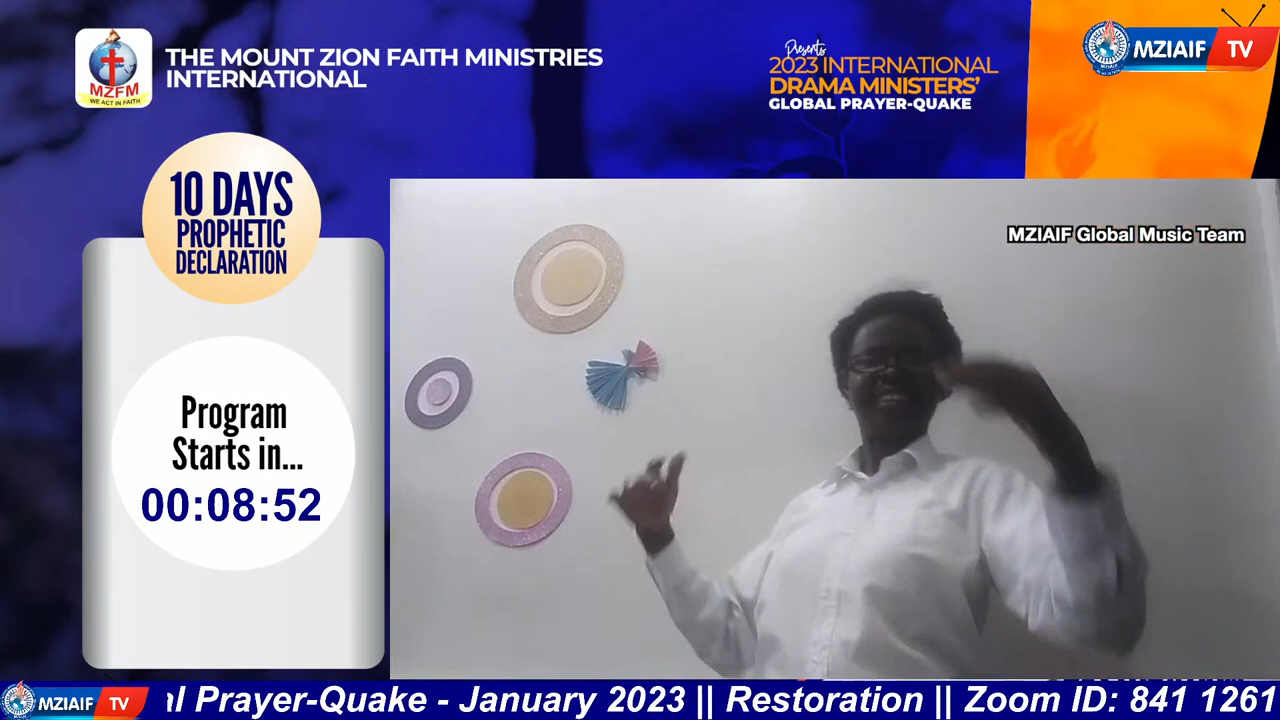 MZFM
WE ACT IN FAITH
THE MOUNT ZION FAITH MINISTRIES
INTERNATIONAL
Presents
2023 INTERNATIONAL
DRAMA MINISTERS'
GLOBAL PRAYER-QUAKE
MZIAIF TV
10 DAYS
PROPHETIC
DECLARATION
MZIAIF Global Music Team
Program
Starts in...
00:08:52
MZIAIF TV
al Prayer-Quake - January 2023 || Restoration || Zoom ID: 841 1261